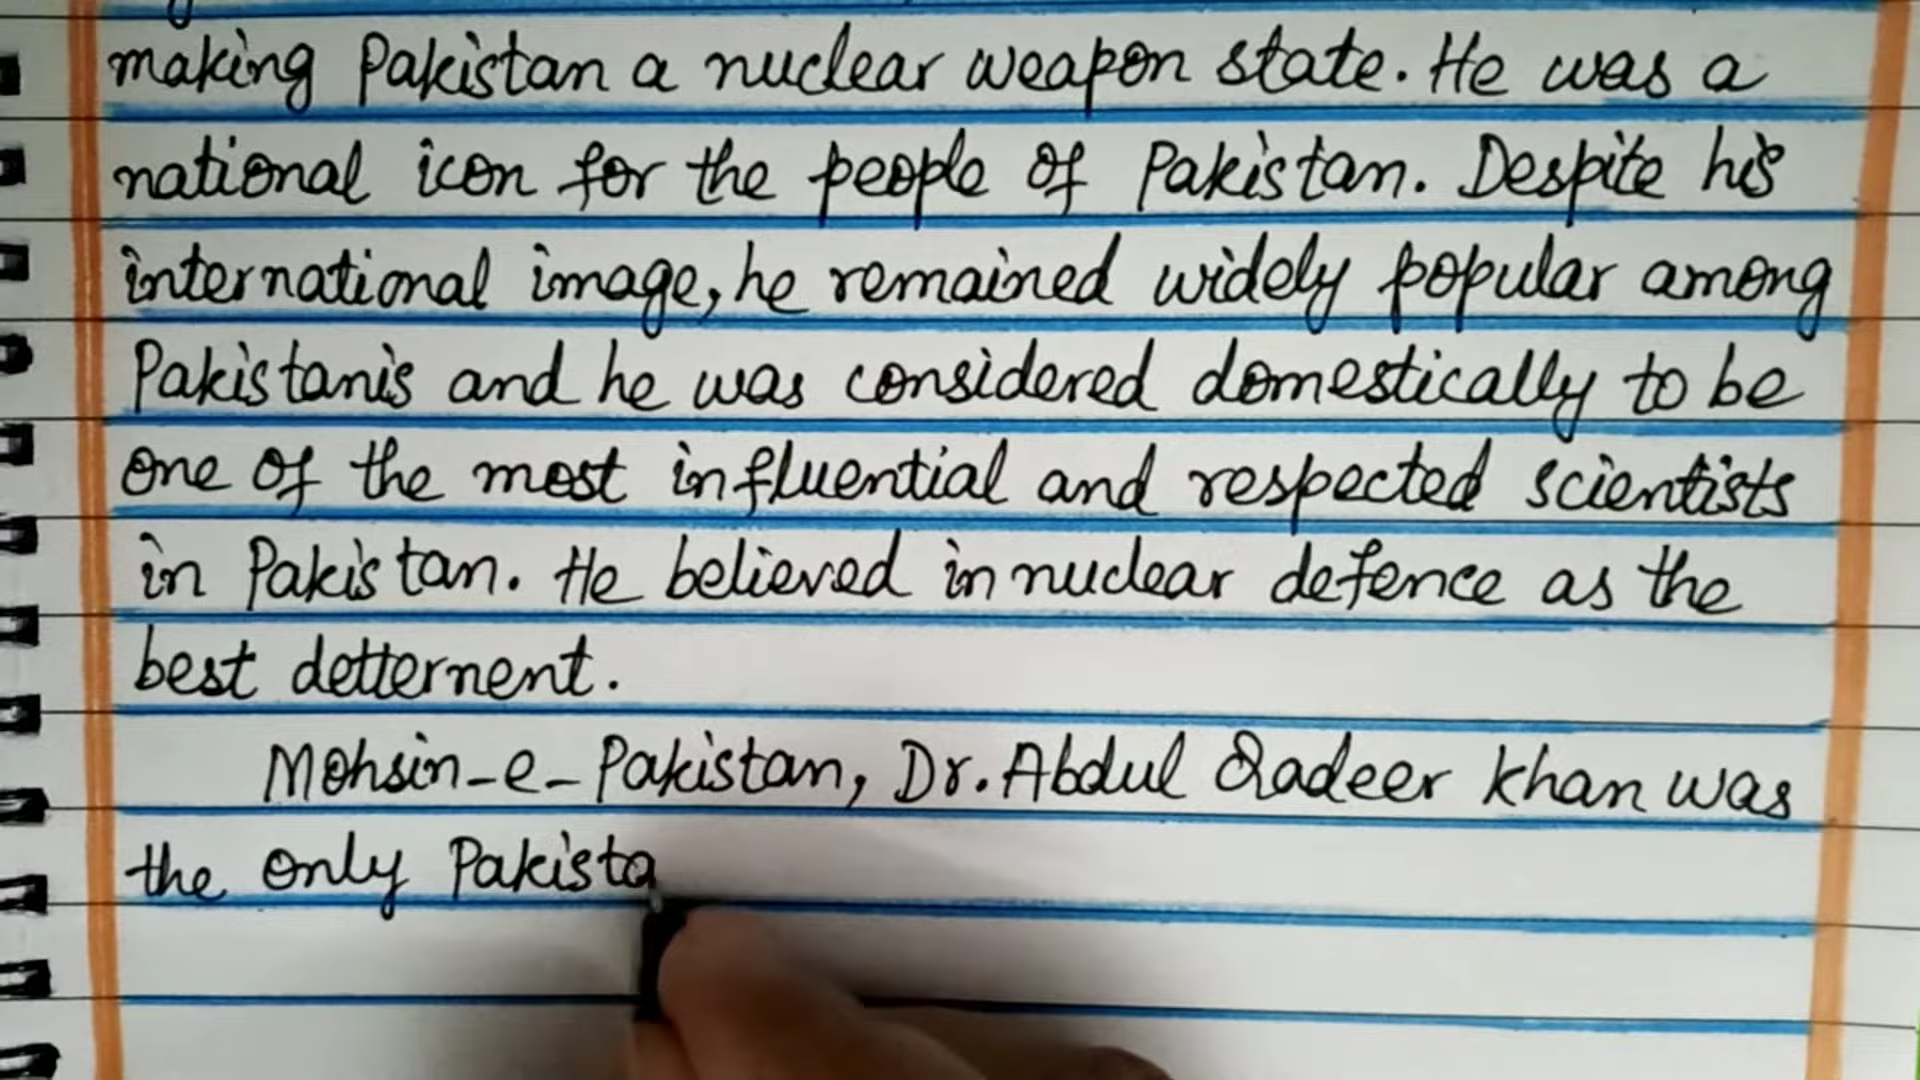 making Pakistan a nuclear weapon state. He was a
national icon for the people of Pakistan. Despite his
international image, he remained widely popular among
Pakistanis and he was considered domestically to be
one of the most influential and respected scientists
in Pakistan. He believed in nuclear defence as the
best detternent.
Mohsin-e-Pakistan, Dr. Abdul Qadeer Khan was
the only Pakista